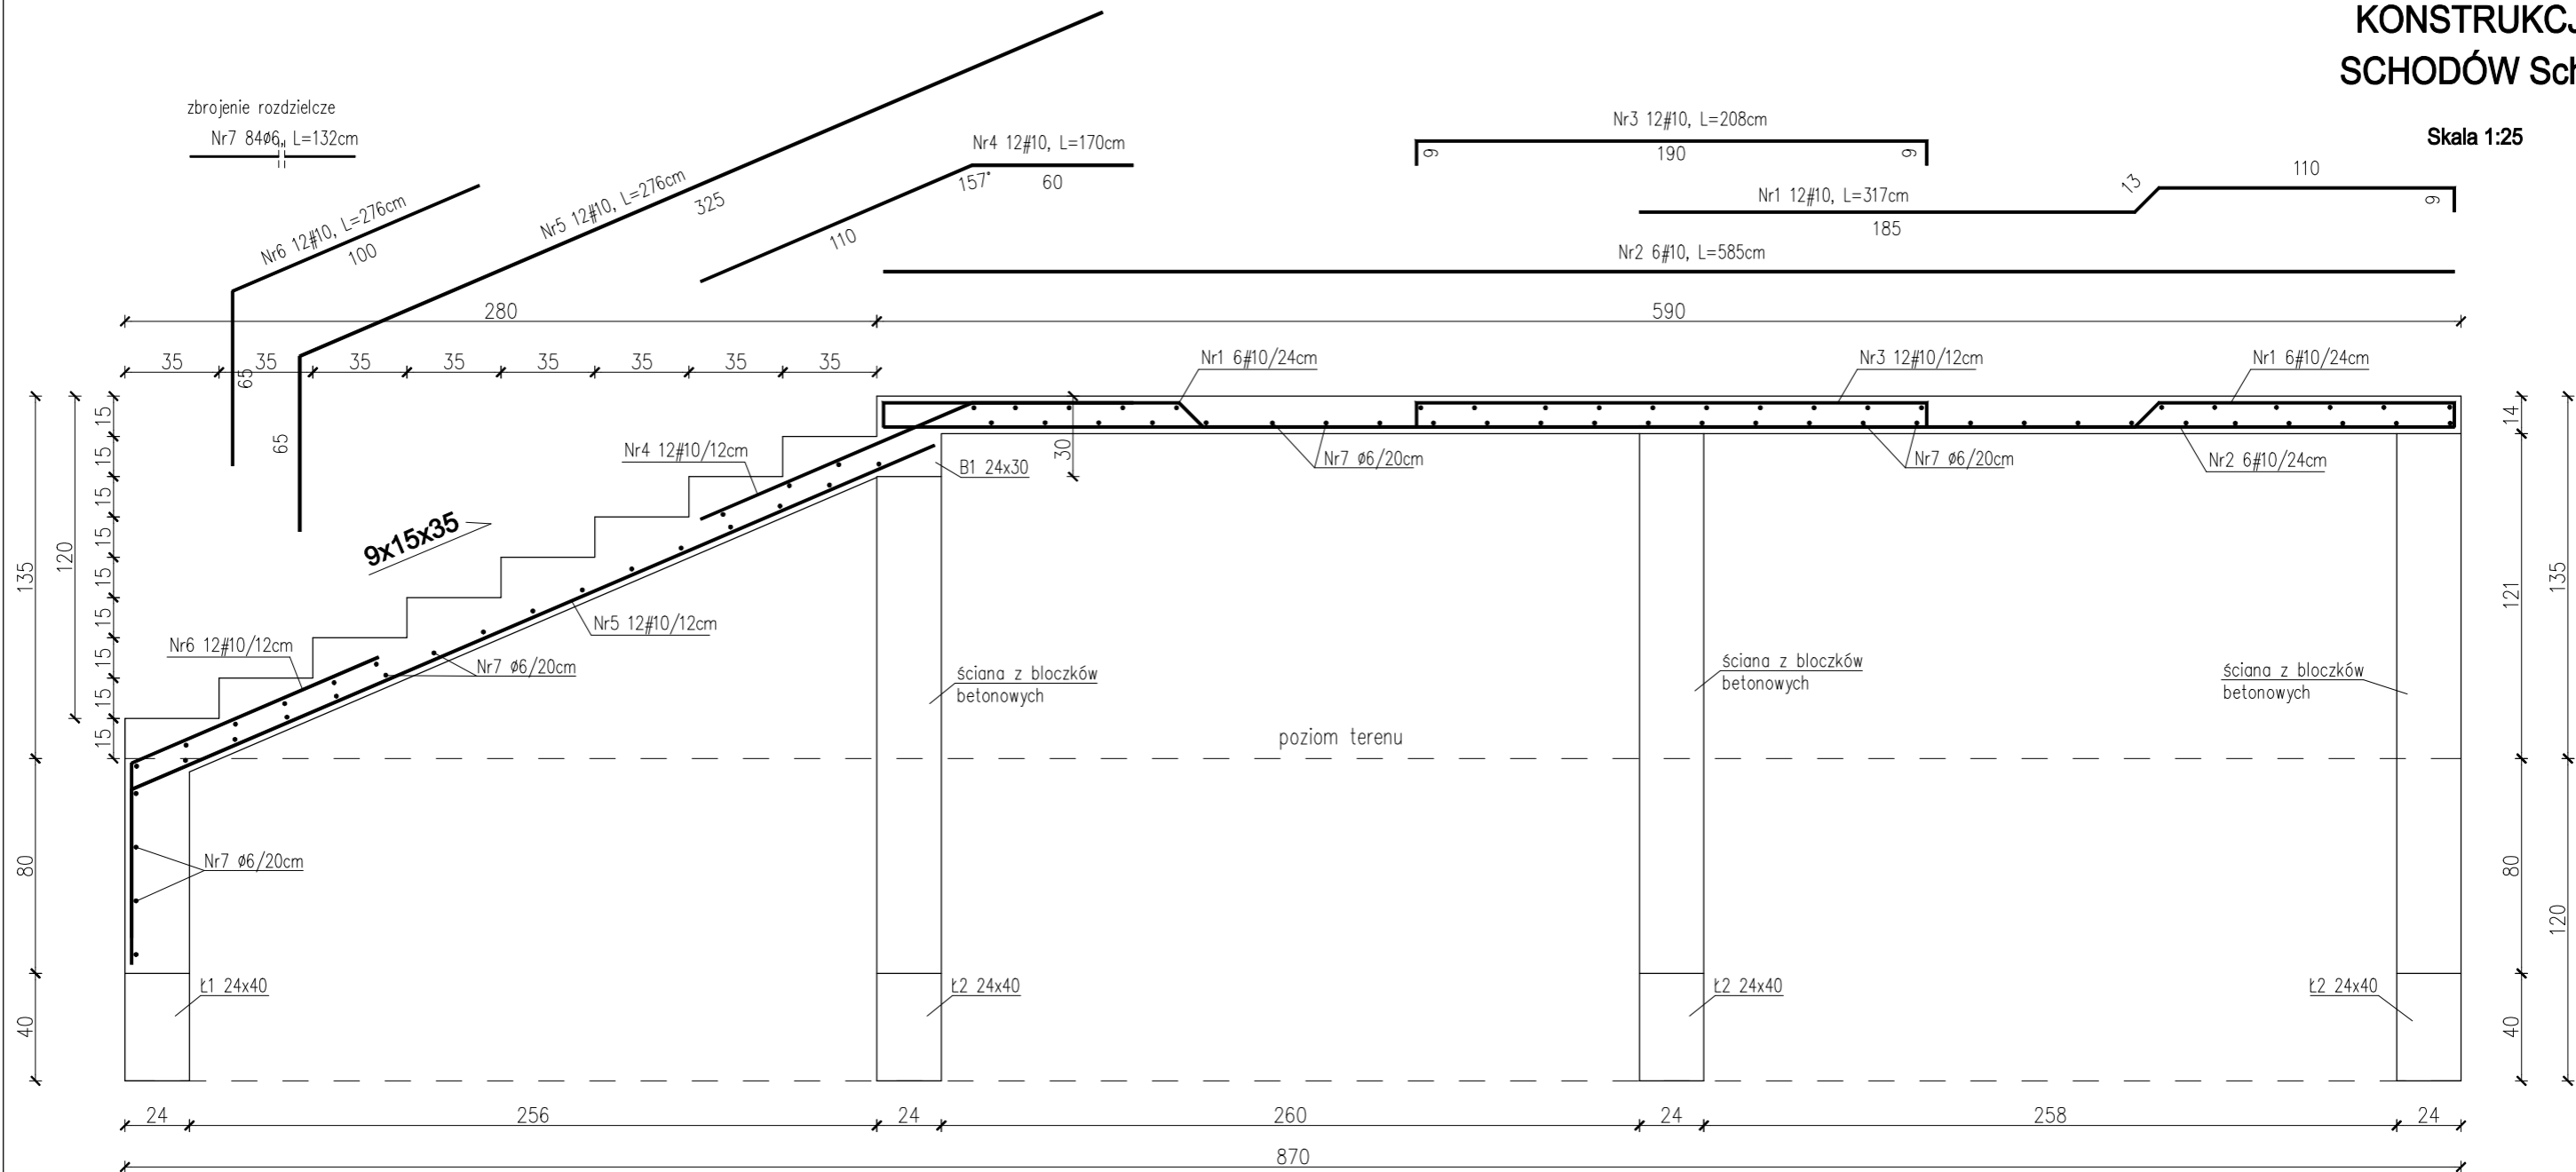 KONSTRUKCJ
SCHODÓW Sch
Skala 1:25
zbrojenie rozdzielcze
Nr7 84ø6, L=132cm
Nr6 12#10, L=276cm
100
65
Nr5 12#10, L=276cm
325
65
Nr4 12#10, L=170cm
157°
60
110
Nr3 12#10, L=208cm
9
190
9
Nr1 12#10, L=317cm
185
13
110
9
Nr2 6#10, L=585cm
280
590
35
35
35
35
35
35
35
35
Nr1 6#10/24cm
Nr3 12#10/12cm
Nr1 6#10/24cm
Nr4 12#10/12cm
B1 24x30
30
Nr7 ø6/20cm
Nr7 ø6/20cm
Nr2 6#10/24cm
15
15
15
15
15
15
15
15
15
120
135
80
40
9x15x35
Nr5 12#10/12cm
Nr6 12#10/12cm
Nr7 ø6/20cm
ściana z bloczków
betonowych
ściana z bloczków
betonowych
ściana z bloczków
betonowych
poziom terenu
Nr7 ø6/20cm
Ł1 24x40
Ł2 24x40
Ł2 24x40
Ł2 24x40
14
121
80
40
135
120
24
256
24
260
24
258
24
870